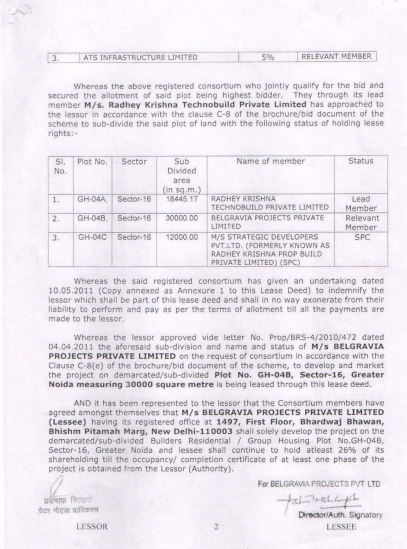 3. ATS INFRASTRUCTURE LIMITED 5% RELEVANT MEMBER
Whereas the above registered consortium who jointly qualify for the bid and
secured the allotment of said plot being highest bidder. They through its lead
member M/s. Radhey Krishna Technobuild Private Limited has approached
to the lessor in accordance with the clause C-8 of the brochure/bid document of the
scheme to sub-divide the said plot of land with the following status of holding lease
rights:-
Sl. No. Plot No. Sector Sub Divided area (in sq.m.) Name of member Status
1. GH-04A, Sector-16 18445.17 RADHEY KRISHNA TECHNOBUILD PRIVATE LIMITED Lead Member
2. GH-04B, Sector-16 30000.00 BELGRAVIA PROJECTS PRIVATE LIMITED Relevant Member
3. GH-04C Sector-16 12000.00 M/S STRATEGIC DEVELOPERS PVT.LTD. (FORMERLY KNOWN AS RADHEY KRISHNA PROP BUILD PRIVATE LIMITED) (SPC) SPC
Whereas the said registered consortium has given an undertaking dated
10.05.2011 (Copy annexed as Annexure 1 to this Lease Deed) to indemnify the
lessor which shall be part of this lease deed and shall in no way exonerate from their
liability to perform and pay as per the terms of allotment till all the payments are
made to the lessor.
Whereas the lessor approved vide letter No. Prop/BRS-4/2010/472 dated
04.04.2011 the aforesaid sub-division and name and status of M/s BELGRAVIA
PROJECTS PRIVATE LIMITED on the request of consortium in accordance with the
Clause C-8(e) of the brochure/bid document of the scheme, to develop and market
the project on demarcated/sub-divided Plot No. GH-04B, Sector-16, Greater
Noida measuring 30000 square metre is being leased through this lease deed.
AND it has been represented to the lessor that the Consortium members have
agreed amongst themselves that M/s BELGRAVIA PROJECTS PRIVATE LIMITED
(Lessee) having its registered office at 1497, First Floor, Bhardwaj Bhawan,
Bhishm Pitamah Marg, New Delhi-110003 shall solely develop the project on the
demarcated/sub-divided Builders Residential / Group Housing Plot No.GH-04B,
Sector-16, Greater Noida and lessee shall continue to hold atleast 26% of its
shareholding till the occupancy/ completion certificate of at least one phase of the
project is obtained from the Lessor (Authority).
For BELGRAVIA PROJECTS PVT LTD
प्रबन्धक
ग्रेटर नोएडा प्राधिकरण
Director/Auth. Signatory
LESSOR 2 LESSEE